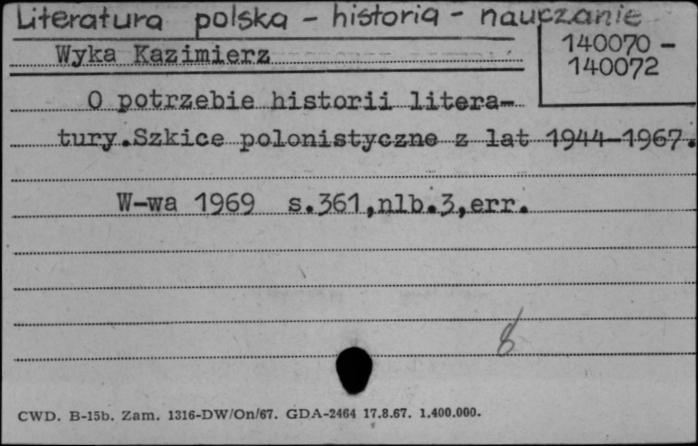 Literatura polska - historia - nauczanie
140070 -
140072
Wyka Kazimierz
O potrzebie historii litera-
tury.Szkice polonistyczne z lat 1944-1967.
W-wa 1969 s.361,nlb.3,err.
8
CWD. B-15b. Zam. 1316-DW/On/67. GDA-2464 17.8.67. 1.400.000.